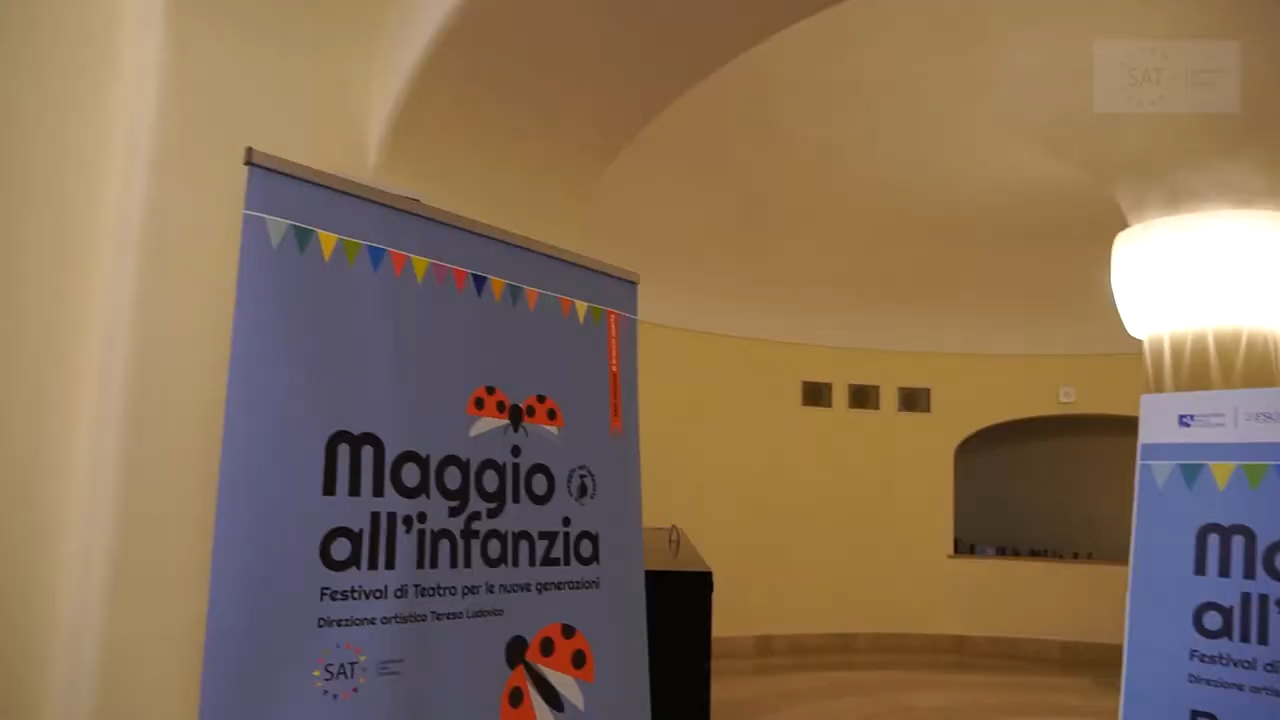 SAT
Maggio
all'infanzia
Festival di Teatro per le nuove generazioni
Direzione artistica Teresa Ludovico
SAT
Ma
all'
Festival d
Direzione artis